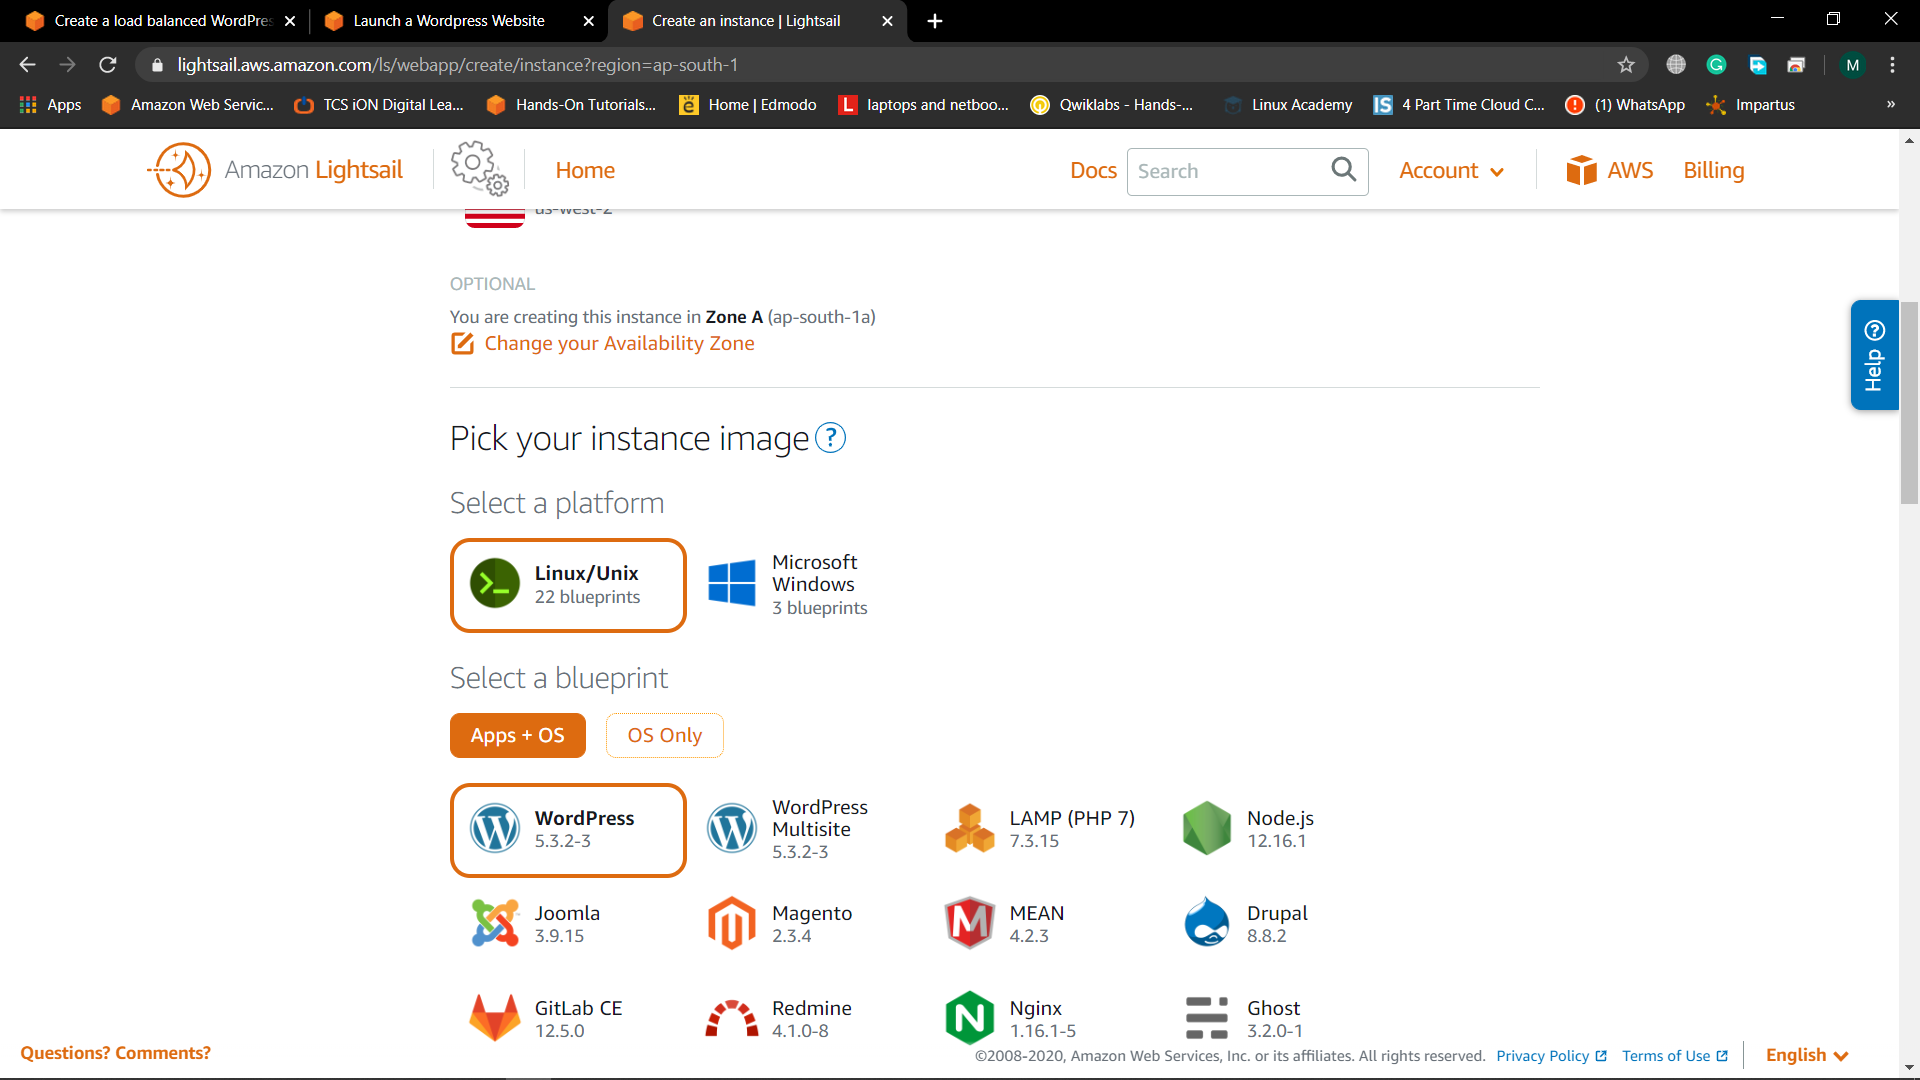 Create a load balanced WordPres
Launch a Wordpress Website
Create an instance | Lightsail
lightsail.aws.amazon.com/ls/webapp/create/instance?region=ap-south-1
M
Apps
Amazon Web Servic...
TCS iON Digital Lea...
Hands-On Tutorials...
Home | Edmodo
L
laptops and netboo...
Qwiklabs - Hands-...
Linux Academy
IS
4 Part Time Cloud C...
(1) WhatsApp
Impartus
»
Amazon Lightsail
Home
Docs
Search
Account
AWS
Billing
us-west-2
OPTIONAL
You are creating this instance in Zone A (ap-south-1a)
Change your Availability Zone
Help ?
Pick your instance image ?
Select a platform
Linux/Unix
22 blueprints
Microsoft
Windows
3 blueprints
Select a blueprint
Apps + OS
OS Only
WordPress
5.3.2-3
WordPress
Multisite
5.3.2-3
LAMP (PHP 7)
7.3.15
Node.js
12.16.1
Joomla
3.9.15
Magento
2.3.4
MEAN
4.2.3
Drupal
8.8.2
GitLab CE
12.5.0
Redmine
4.1.0-8
Nginx
1.16.1-5
Ghost
3.2.0-1
Questions? Comments?
©2008-2020, Amazon Web Services, Inc. or its affiliates. All rights reserved.
Privacy Policy
Terms of Use
English